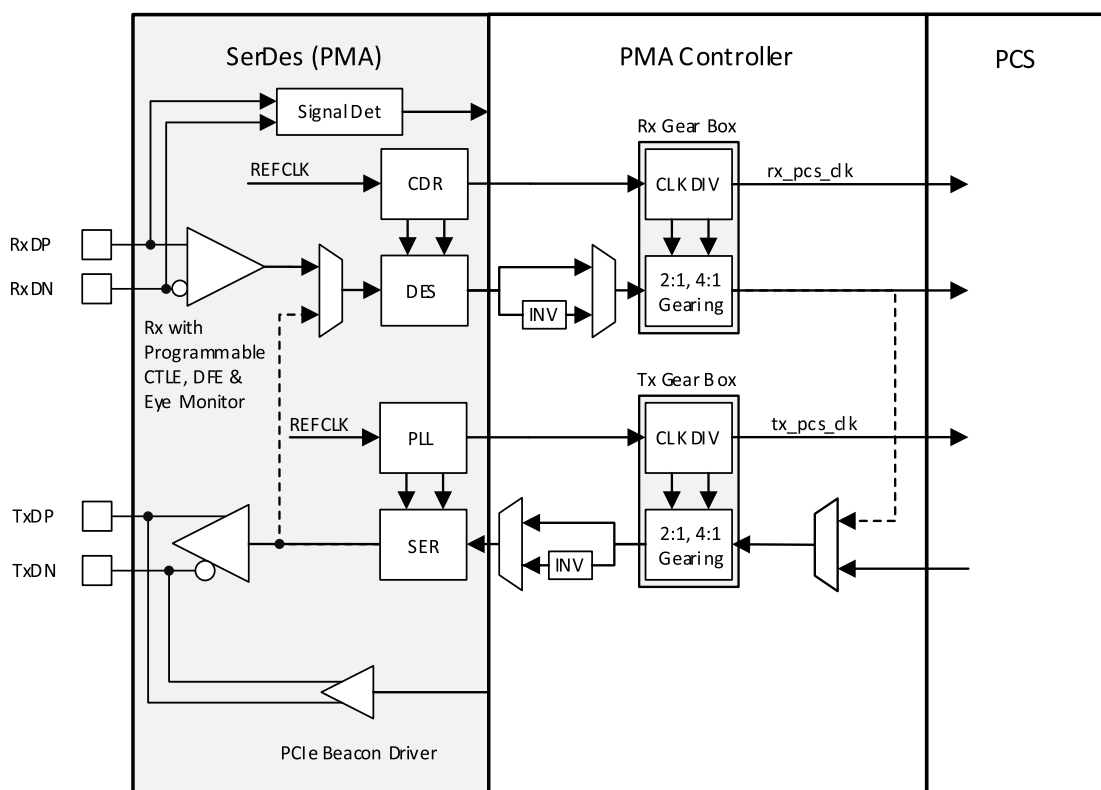 SerDes (PMA)
PMA Controller
PCS
Signal Det
Rx Gear Box
REFCLK
CDR
CLK DIV
rx_pcs_clk
RxDP
RxDN
DES
INV
2:1, 4:1
Gearing
Rx with
Programmable
CTLE, DFE &
Eye Monitor
Tx Gear Box
REFCLK
PLL
CLK DIV
tx_pcs_clk
TxDP
TxDN
SER
INV
2:1, 4:1
Gearing
PCIe Beacon Driver